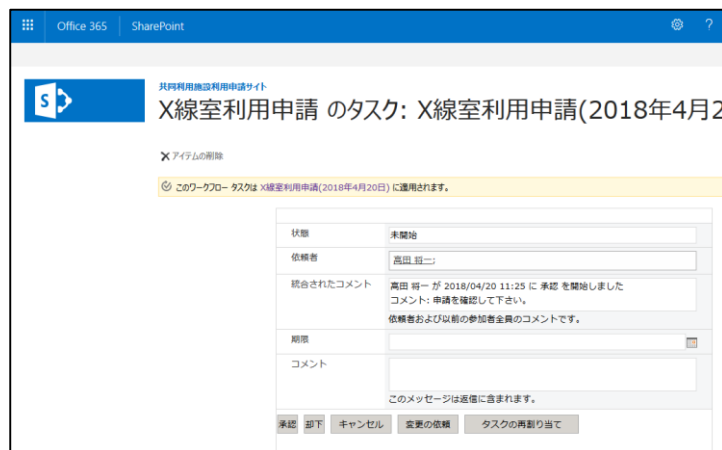 Office 365 SharePoint ?
S
共同利用施設利用申請サイト
X線室利用申請 のタスク: X線室利用申請(2018年4月2
アイテムの削除
このワークフロー タスクは X線室利用申請(2018年4月20日) に適用されます。
状態 未開始
依頼者 高田 将一;
統合されたコメント 高田 将一 が 2018/04/20 11:25 に 承認 を開始しました
コメント: 申請を確認して下さい。
依頼者および以前の参加者全員のコメントです。
期限
コメント
このメッセージは返信に含まれます。
承認 却下 キャンセル 変更の依頼 タスクの再割り当て